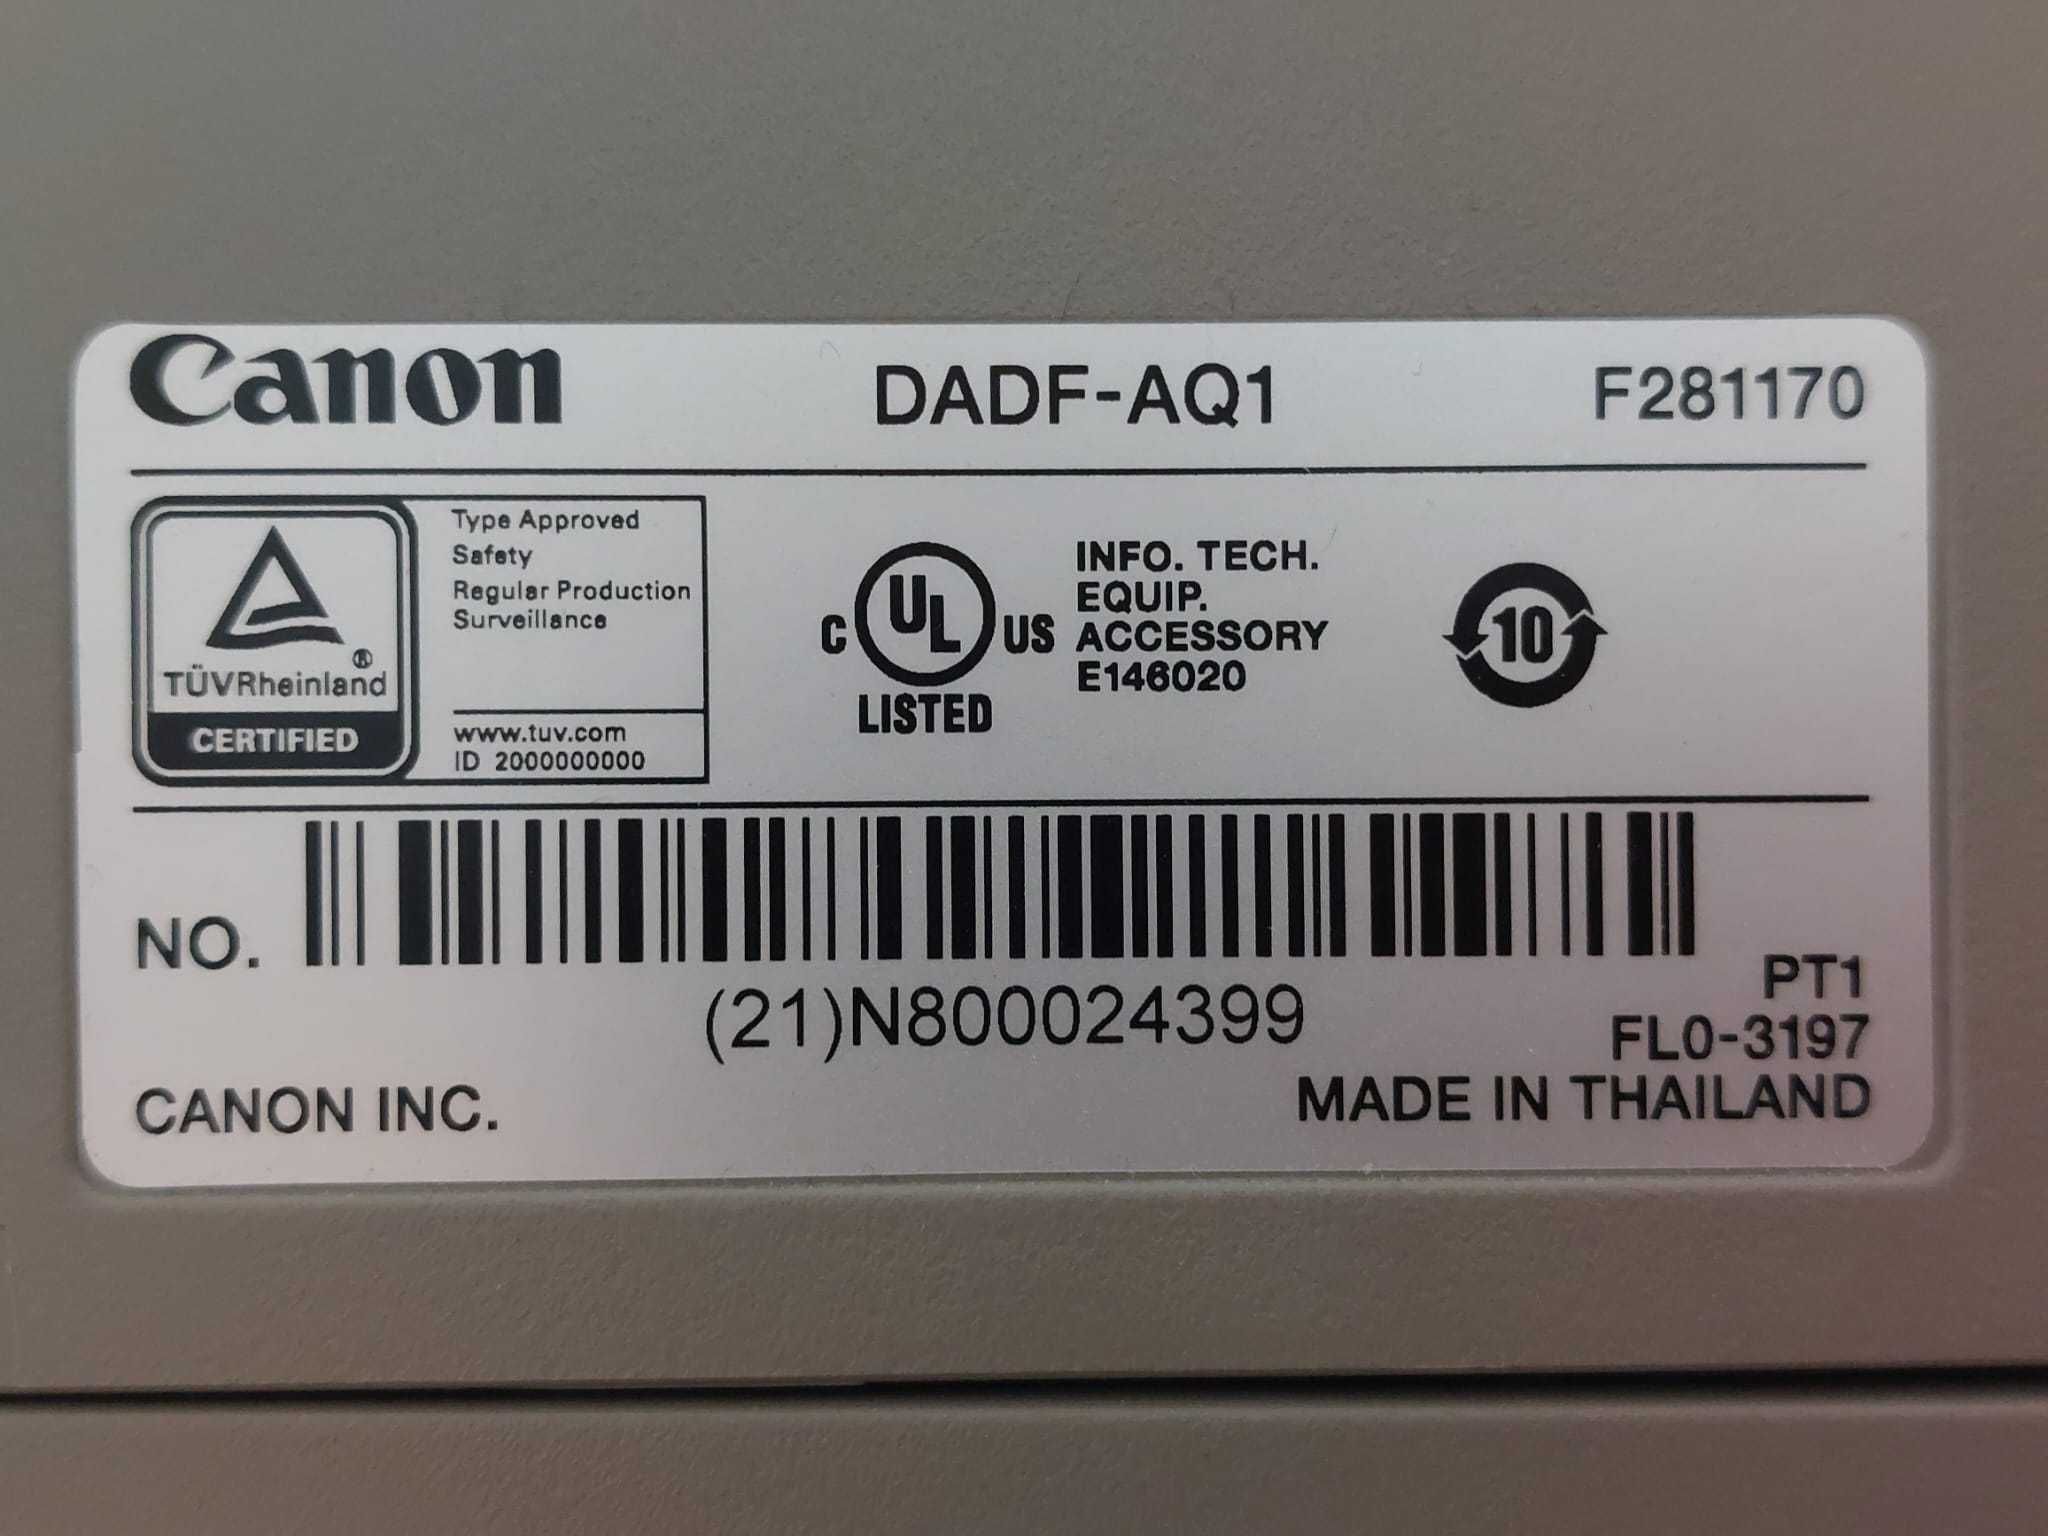 Canon DADF-AQ1 F281170
Type Approved
Safety
Regular Production
Surveillance
TÜVRheinland®
CERTIFIED
www.tuv.com
ID 2000000000
C UL US
LISTED
INFO. TECH.
EQUIP.
ACCESSORY
E146020
10
NO.
(21)N800024399
PT1
FL0-3197
CANON INC. MADE IN THAILAND